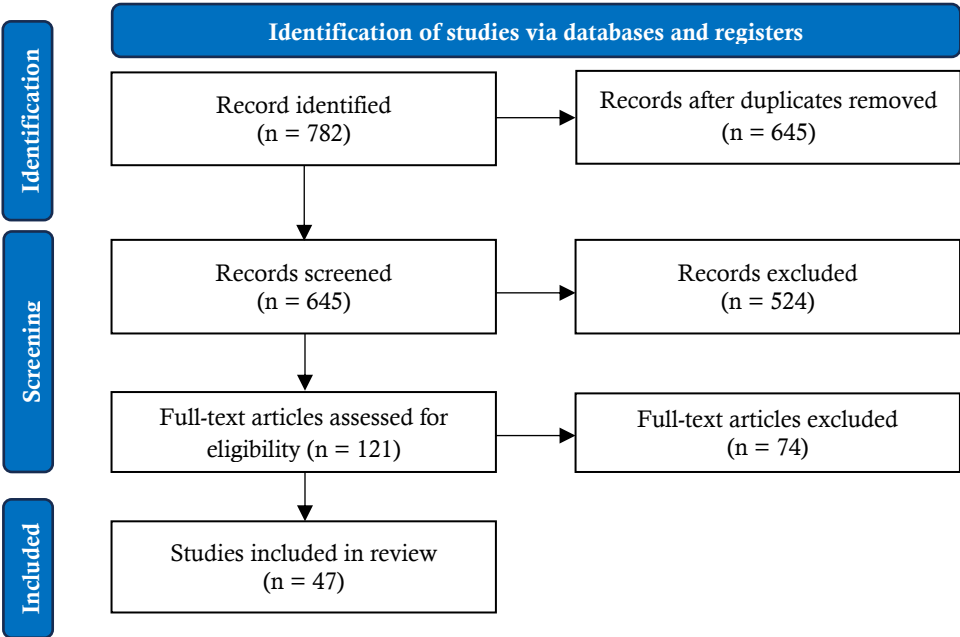 Identification of studies via databases and registers
Identification
Record identified
(n = 782)
Records after duplicates removed
(n = 645)
Screening
Records screened
(n = 645)
Records excluded
(n = 524)
Full-text articles assessed for
eligibility (n = 121)
Full-text articles excluded
(n = 74)
Included
Studies included in review
(n = 47)